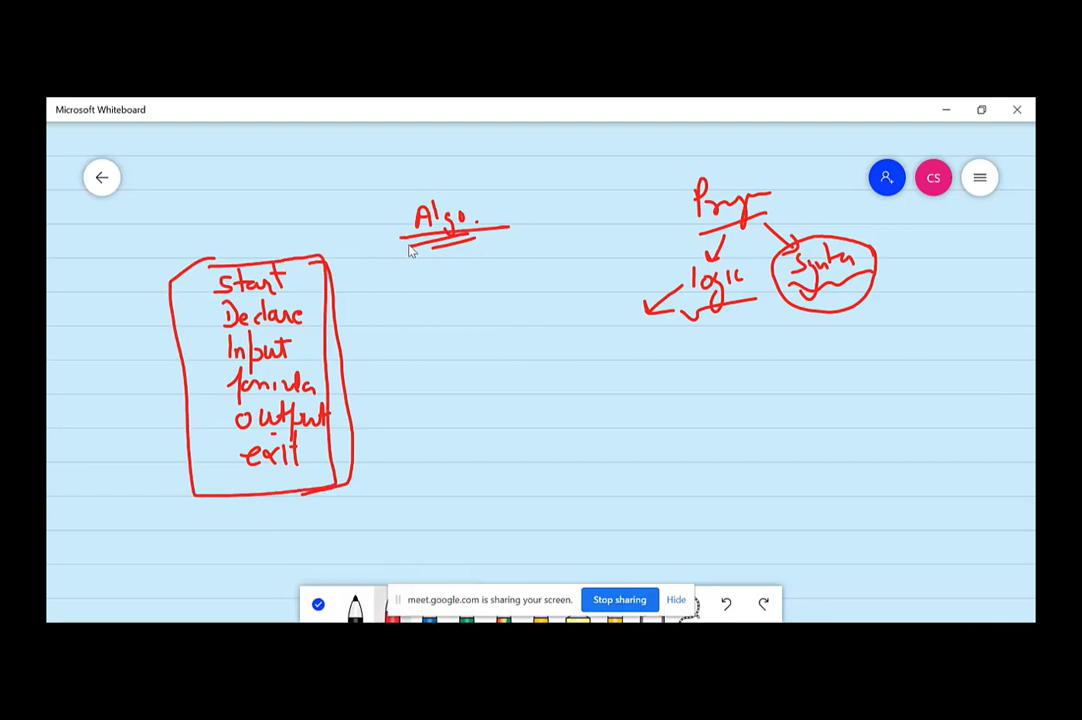 Microsoft Whiteboard
CS
Algo.
Prog
logic
Syntax
Start
Declare
Input
formula
output
exit
meet.google.com is sharing your screen.
Stop sharing
Hide